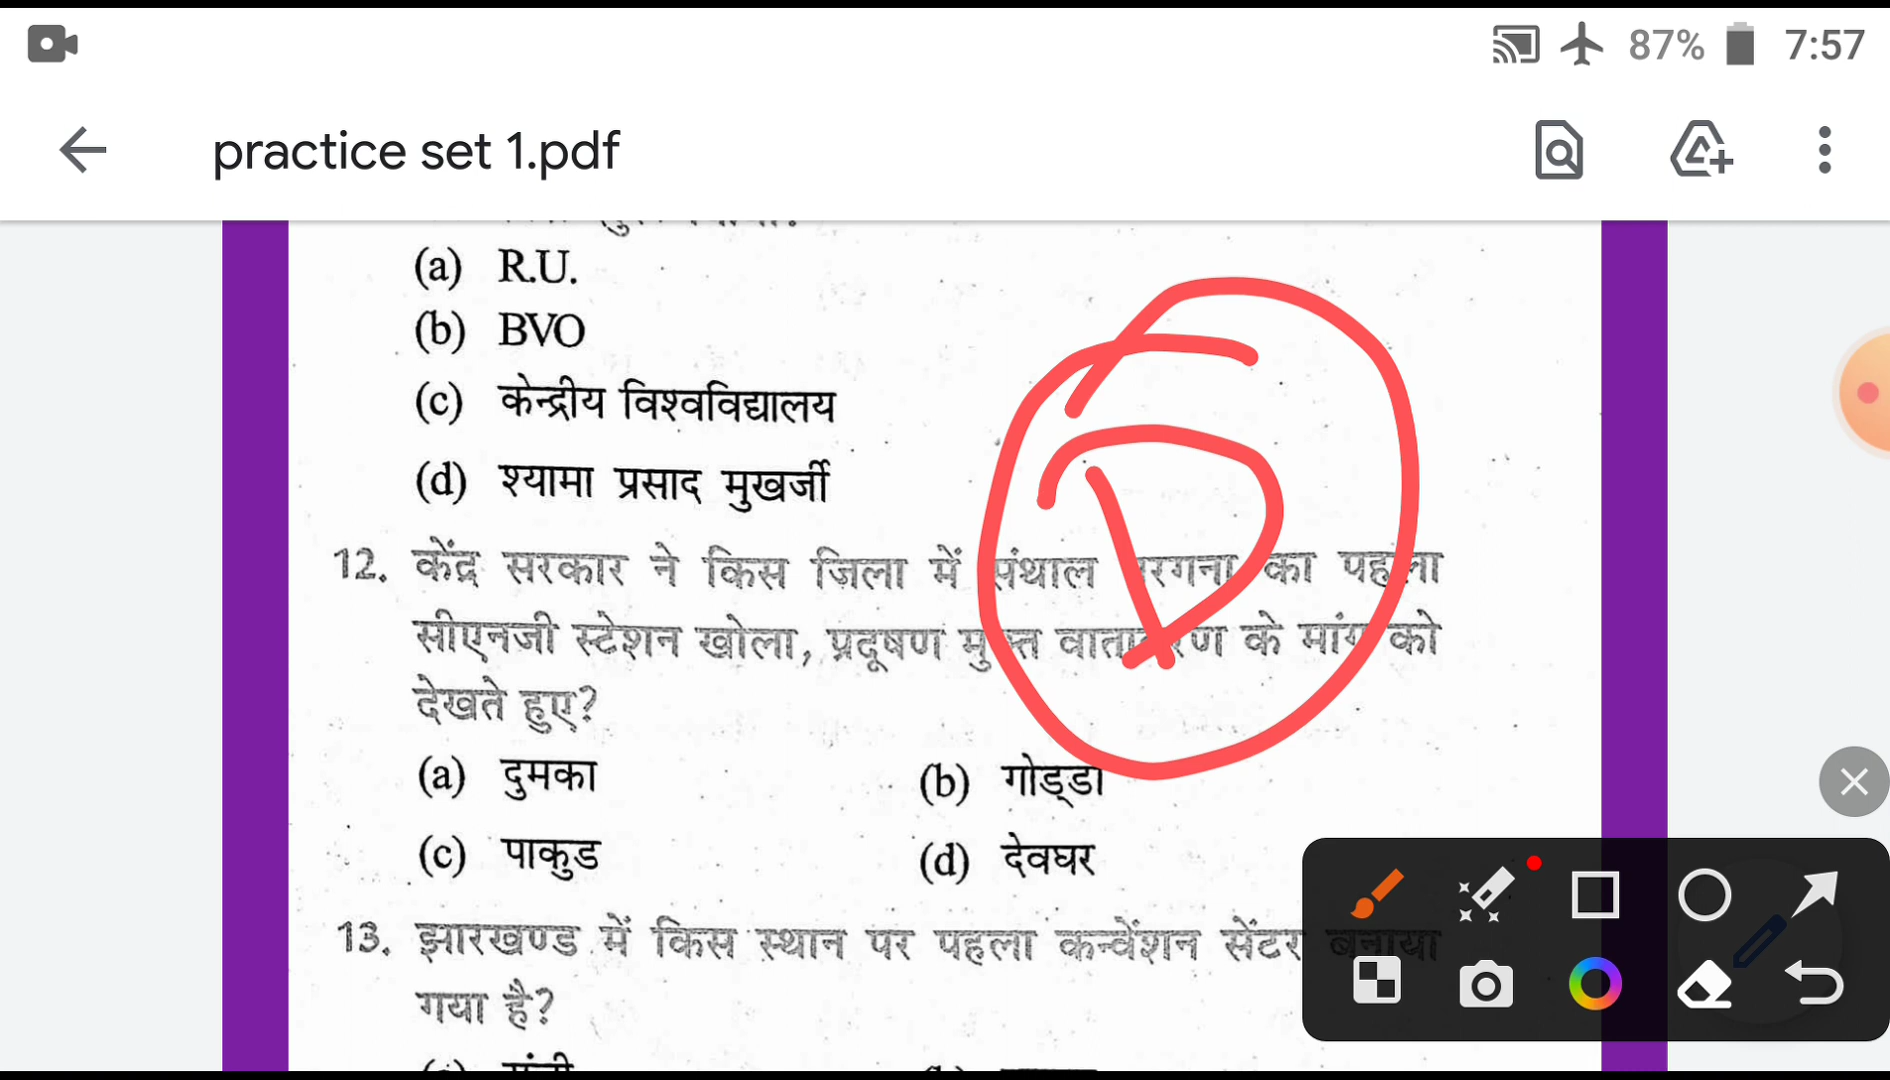 87% 7:57
practice set 1.pdf
(a) R.U.
(b) BVO
(c) केन्द्रीय विश्वविद्यालय
(d) श्यामा प्रसाद मुखर्जी
12. केंद्र सरकार ने किस जिला में संथाल परगना का पहला
सीएनजी स्टेशन खोला, प्रदूषण मुक्त वातावरण के मांग को
देखते हुए?
(a) दुमका (b) गोड्डा
(c) पाकुड (d) देवघर
D
13. झारखण्ड में किस स्थान पर पहला कन्वेंशन सेंटर बनाया
गया है?